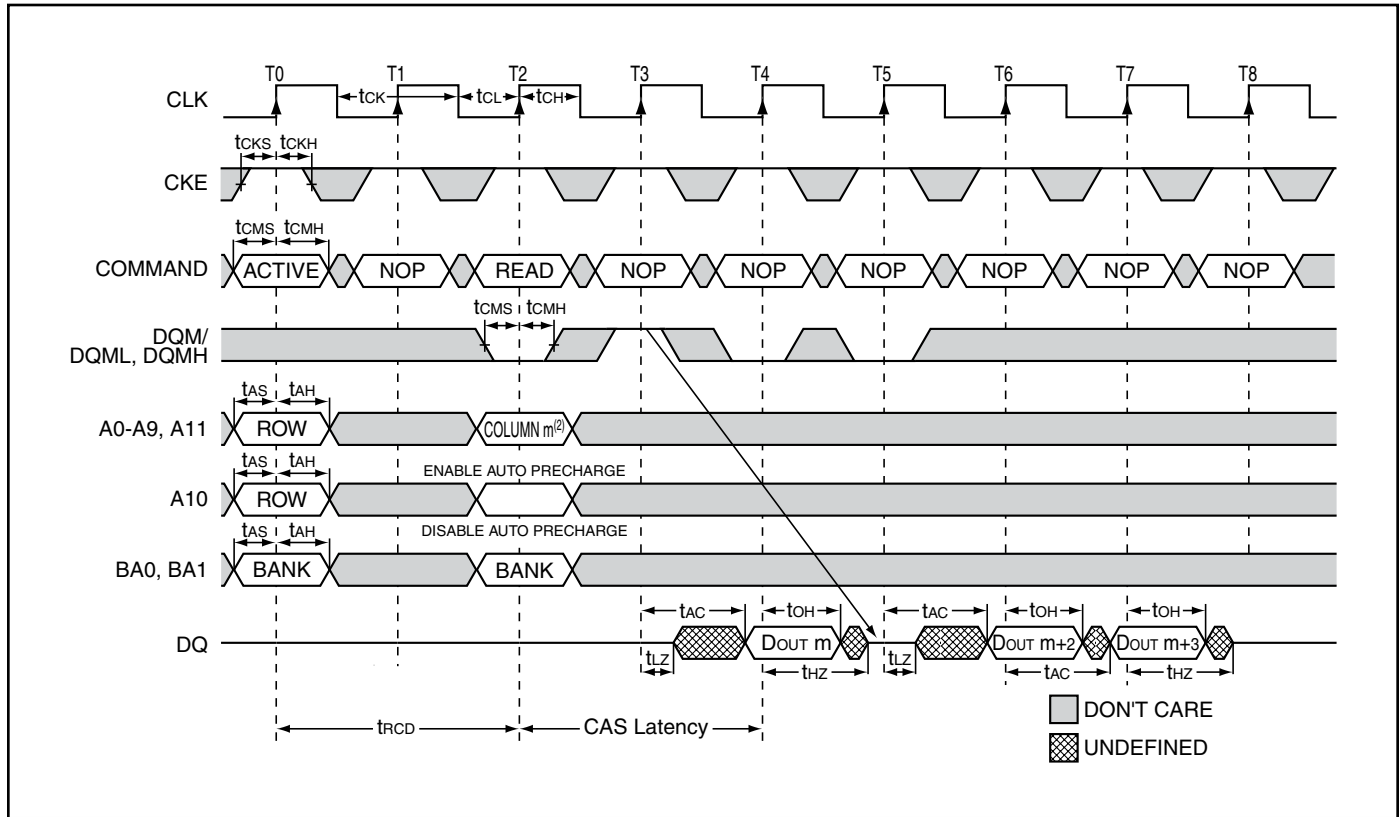 T0 T1 T2 T3 T4 T5 T6 T7 T8
CLK tCK tCL tCH
tCKS tCKH
CKE
tCMS tCMH
COMMAND ACTIVE NOP READ NOP NOP NOP NOP NOP NOP
tCMS tCMH
DQM/
DQML, DQMH
tAS tAH
A0-A9, A11 ROW COLUMN m(2)
tAS tAH ENABLE AUTO PRECHARGE
A10 ROW
tAS tAH DISABLE AUTO PRECHARGE
BA0, BA1 BANK BANK
tAC tOH tAC tOH tOH
DQ DOUT m DOUT m+2 DOUT m+3
tLZ tHZ tLZ tAC tHZ
tRCD CAS Latency
DON'T CARE
UNDEFINED